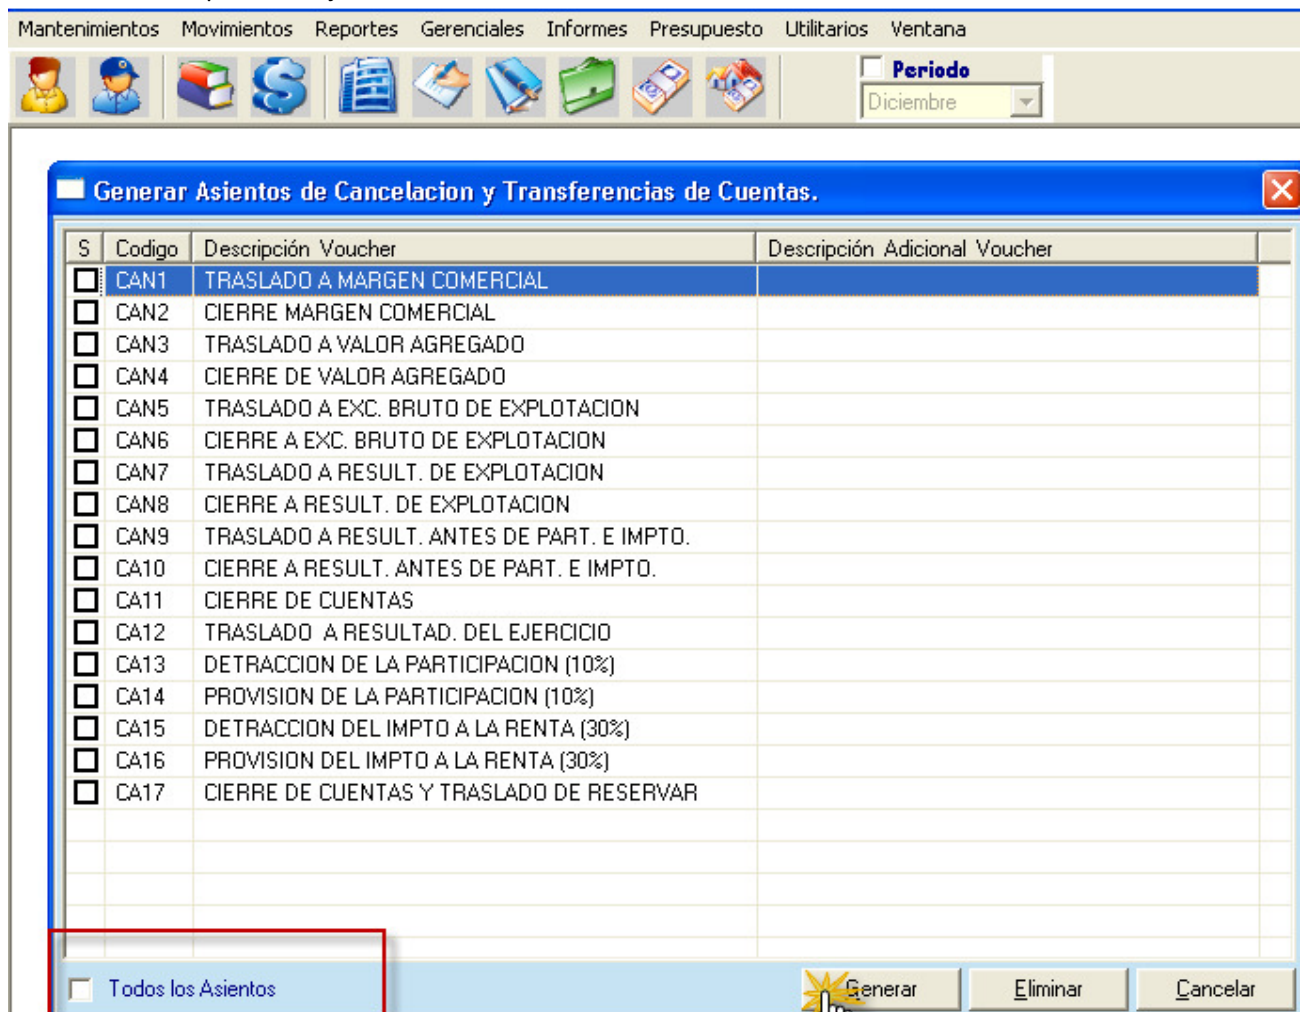 Mantenimientos Movimientos Reportes Gerenciales Informes Presupuesto Utilitarios Ventana
Periodo
Diciembre
Generar Asientos de Cancelacion y Transferencias de Cuentas.
S Codigo Descripción Voucher Descripción Adicional Voucher
CAN1 TRASLADO A MARGEN COMERCIAL
CAN2 CIERRE MARGEN COMERCIAL
CAN3 TRASLADO A VALOR AGREGADO
CAN4 CIERRE DE VALOR AGREGADO
CAN5 TRASLADO A EXC. BRUTO DE EXPLOTACION
CAN6 CIERRE A EXC. BRUTO DE EXPLOTACION
CAN7 TRASLADO A RESULT. DE EXPLOTACION
CAN8 CIERRE A RESULT. DE EXPLOTACION
CAN9 TRASLADO A RESULT. ANTES DE PART. E IMPTO.
CA10 CIERRE A RESULT. ANTES DE PART. E IMPTO.
CA11 CIERRE DE CUENTAS
CA12 TRASLADO A RESULTAD. DEL EJERCICIO
CA13 DETRACCION DE LA PARTICIPACION (10%)
CA14 PROVISION DE LA PARTICIPACION (10%)
CA15 DETRACCION DEL IMPTO A LA RENTA (30%)
CA16 PROVISION DEL IMPTO A LA RENTA (30%)
CA17 CIERRE DE CUENTAS Y TRASLADO DE RESERVAR
Todos los Asientos Generar Eliminar Cancelar